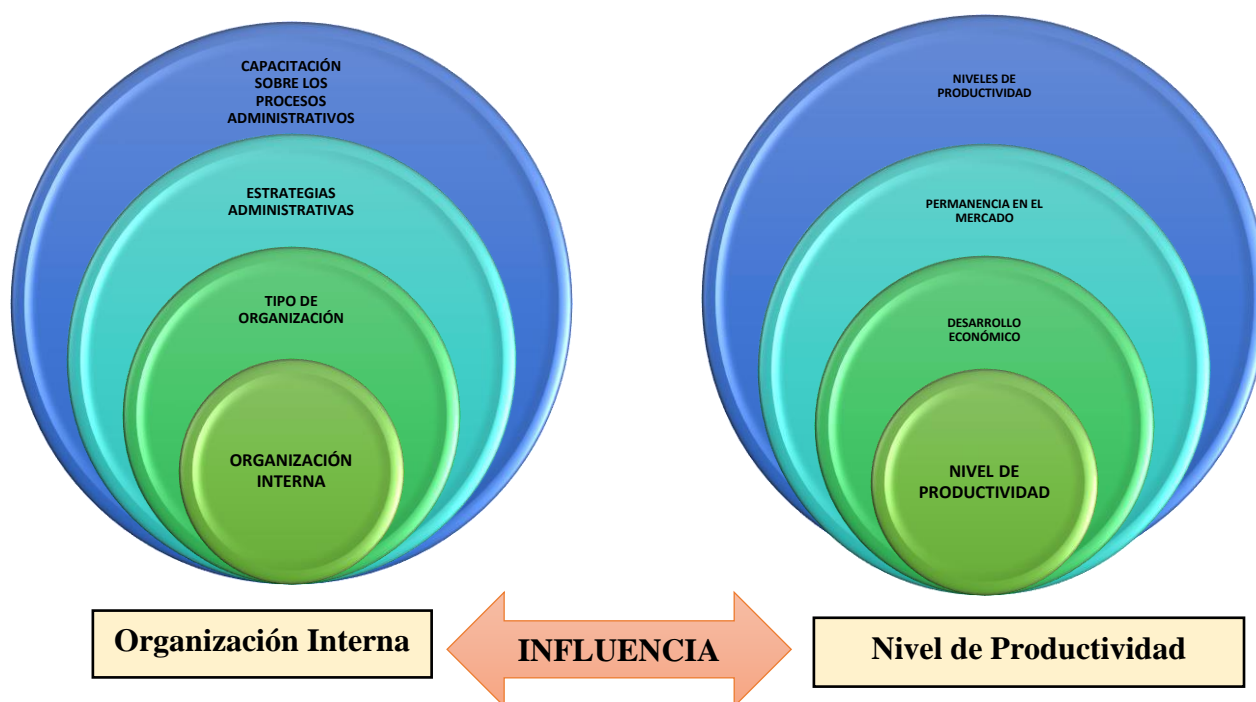 CAPACITACIÓN
SOBRE LOS
PROCESOS
ADMINISTRATIVOS
ESTRATEGIAS
ADMINISTRATIVAS
TIPO DE
ORGANIZACIÓN
ORGANIZACIÓN
INTERNA
NIVELES DE
PRODUCTIVIDAD
PERMANENCIA EN EL
MERCADO
DESARROLLO
ECONÓMICO
NIVEL DE
PRODUCTIVIDAD
Organización Interna
INFLUENCIA
Nivel de Productividad